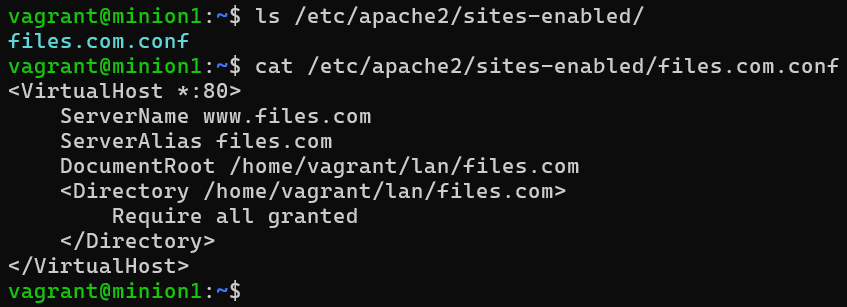 vagrant@minion1:~$ ls /etc/apache2/sites-enabled/
files.com.conf
vagrant@minion1:~$ cat /etc/apache2/sites-enabled/files.com.conf
<VirtualHost *:80>
    ServerName www.files.com
    ServerAlias files.com
    DocumentRoot /home/vagrant/lan/files.com
    <Directory /home/vagrant/lan/files.com>
        Require all granted
    </Directory>
</VirtualHost>
vagrant@minion1:~$